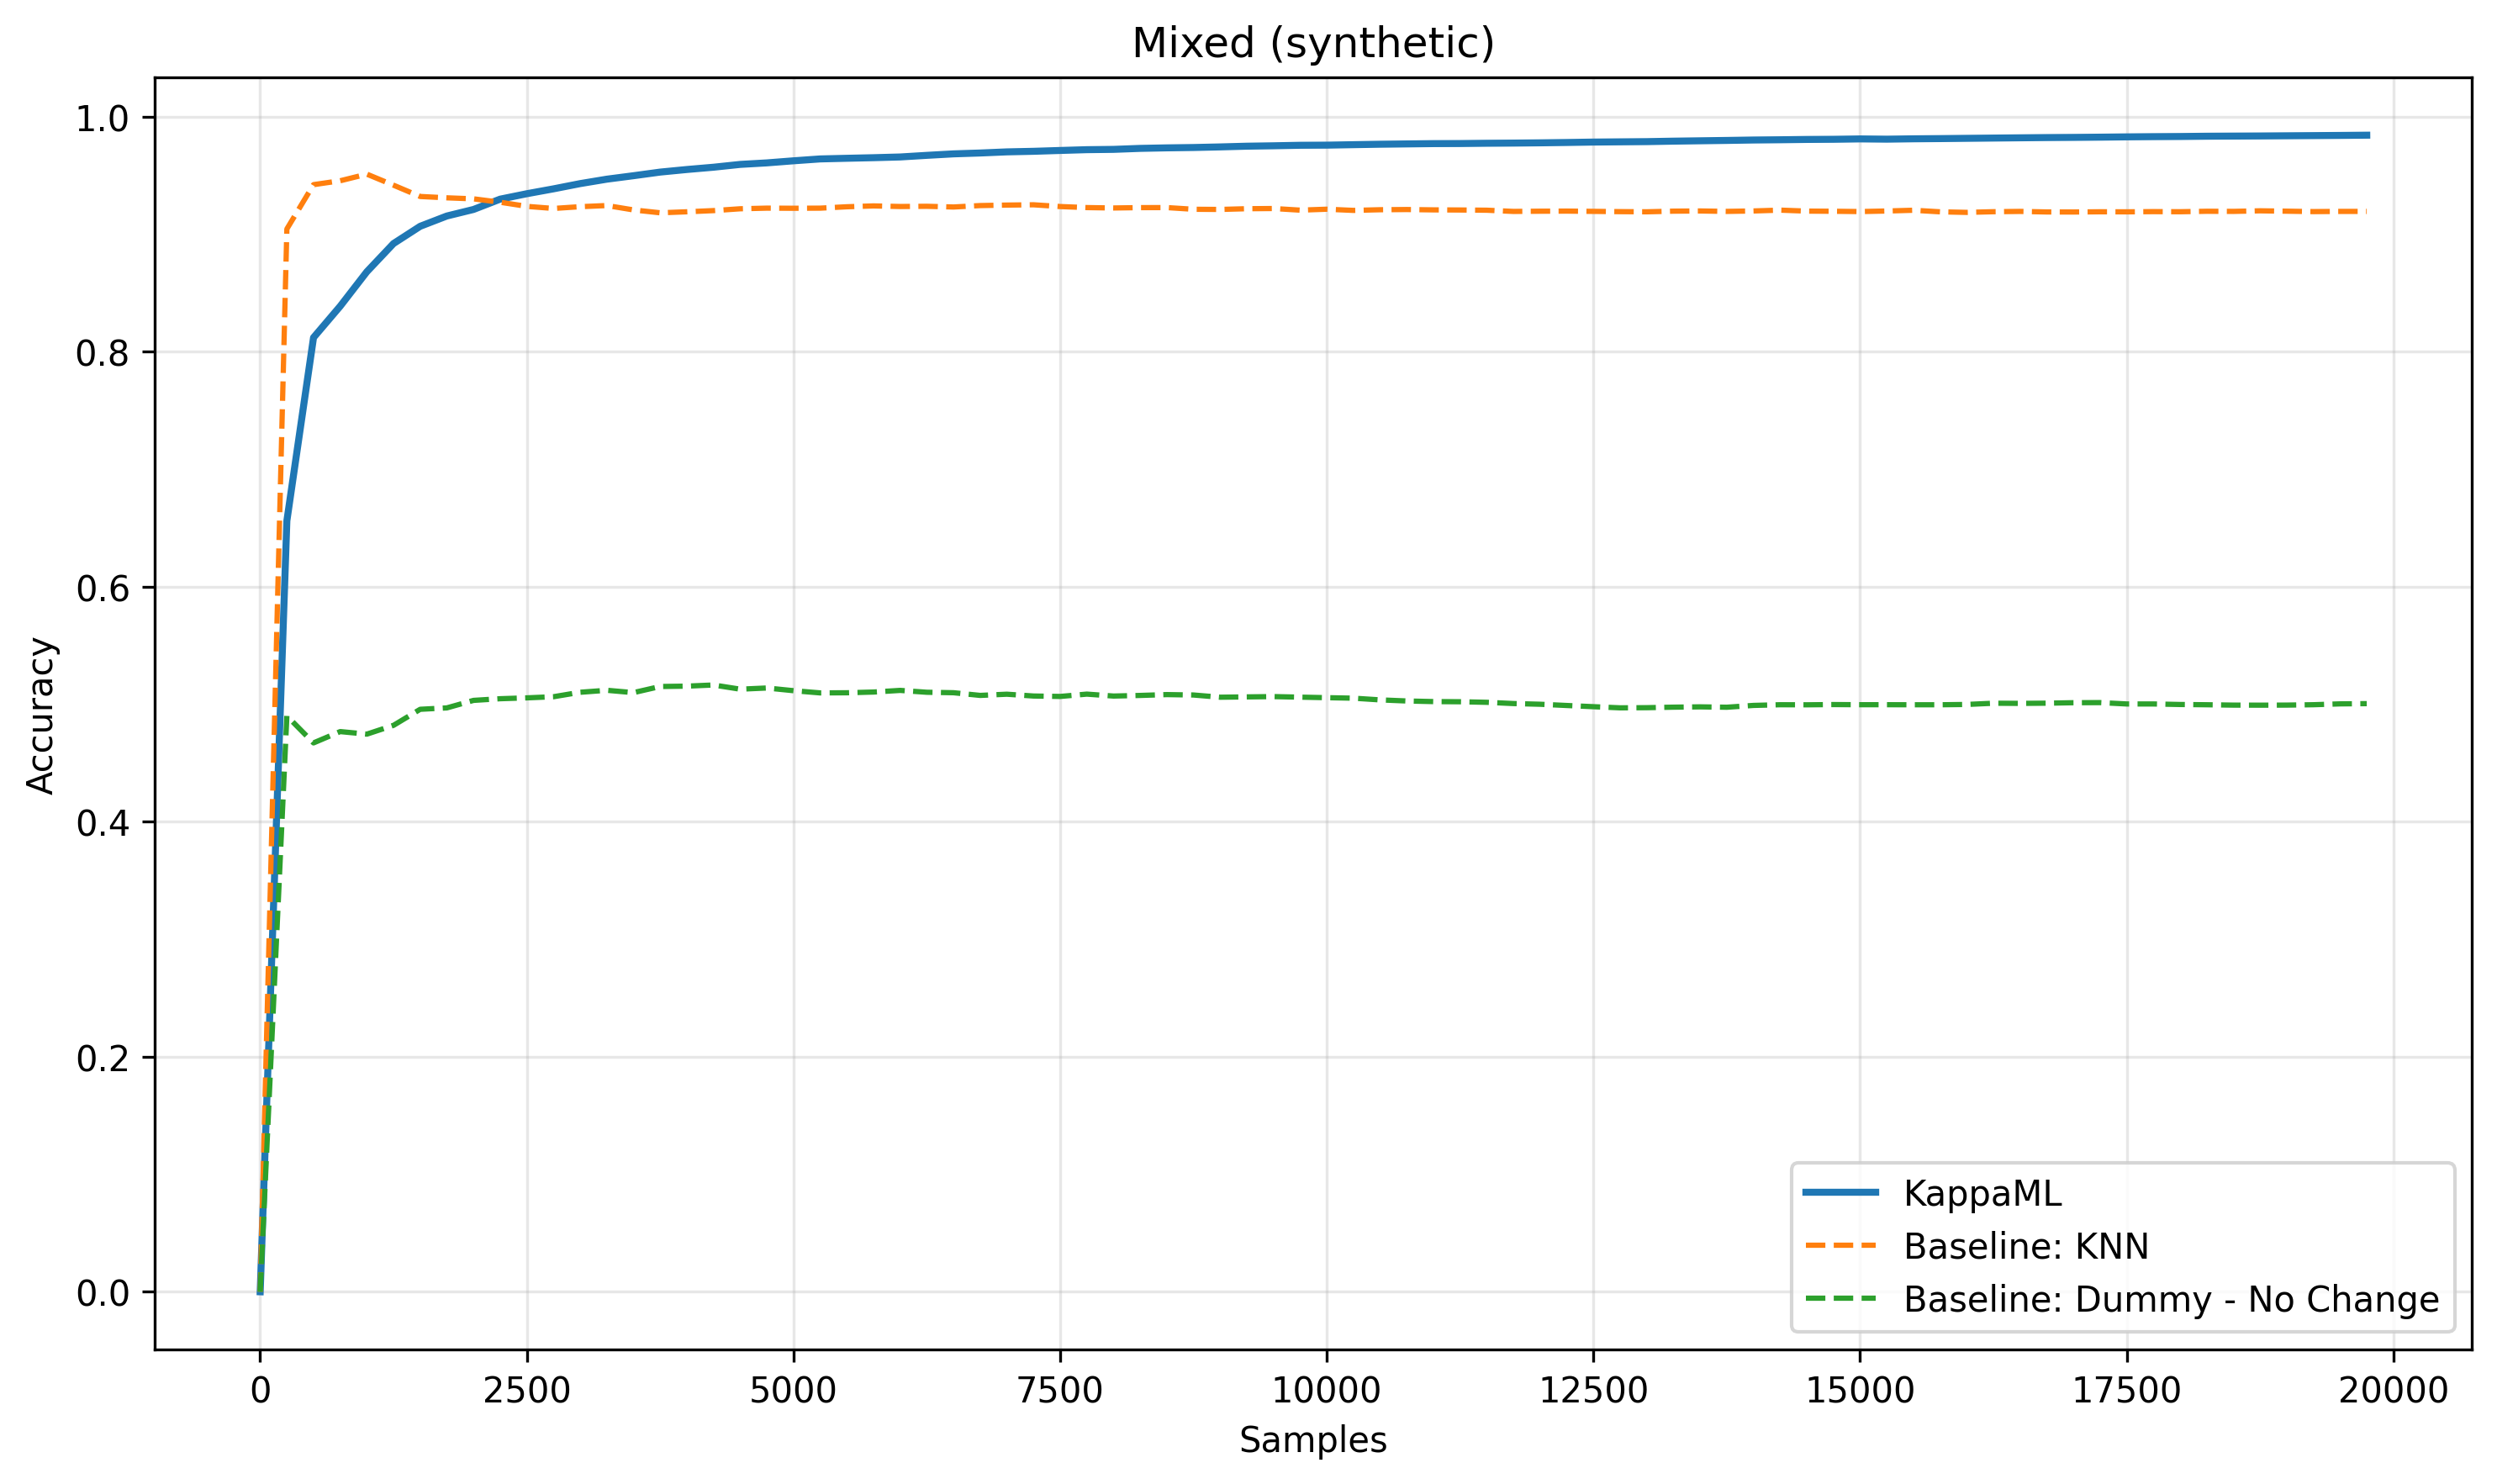 Mixed (synthetic)
1.0
0.8
0.6
0.4
0.2
0.0
Accuracy
0 2500 5000 7500 10000 12500 15000 17500 20000
Samples
KappaML
Baseline: KNN
Baseline: Dummy - No Change